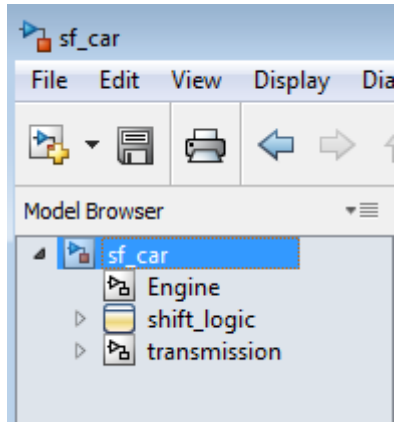 sf_car
File Edit View Display Dia
Model Browser
sf_car
Engine
shift_logic
transmission